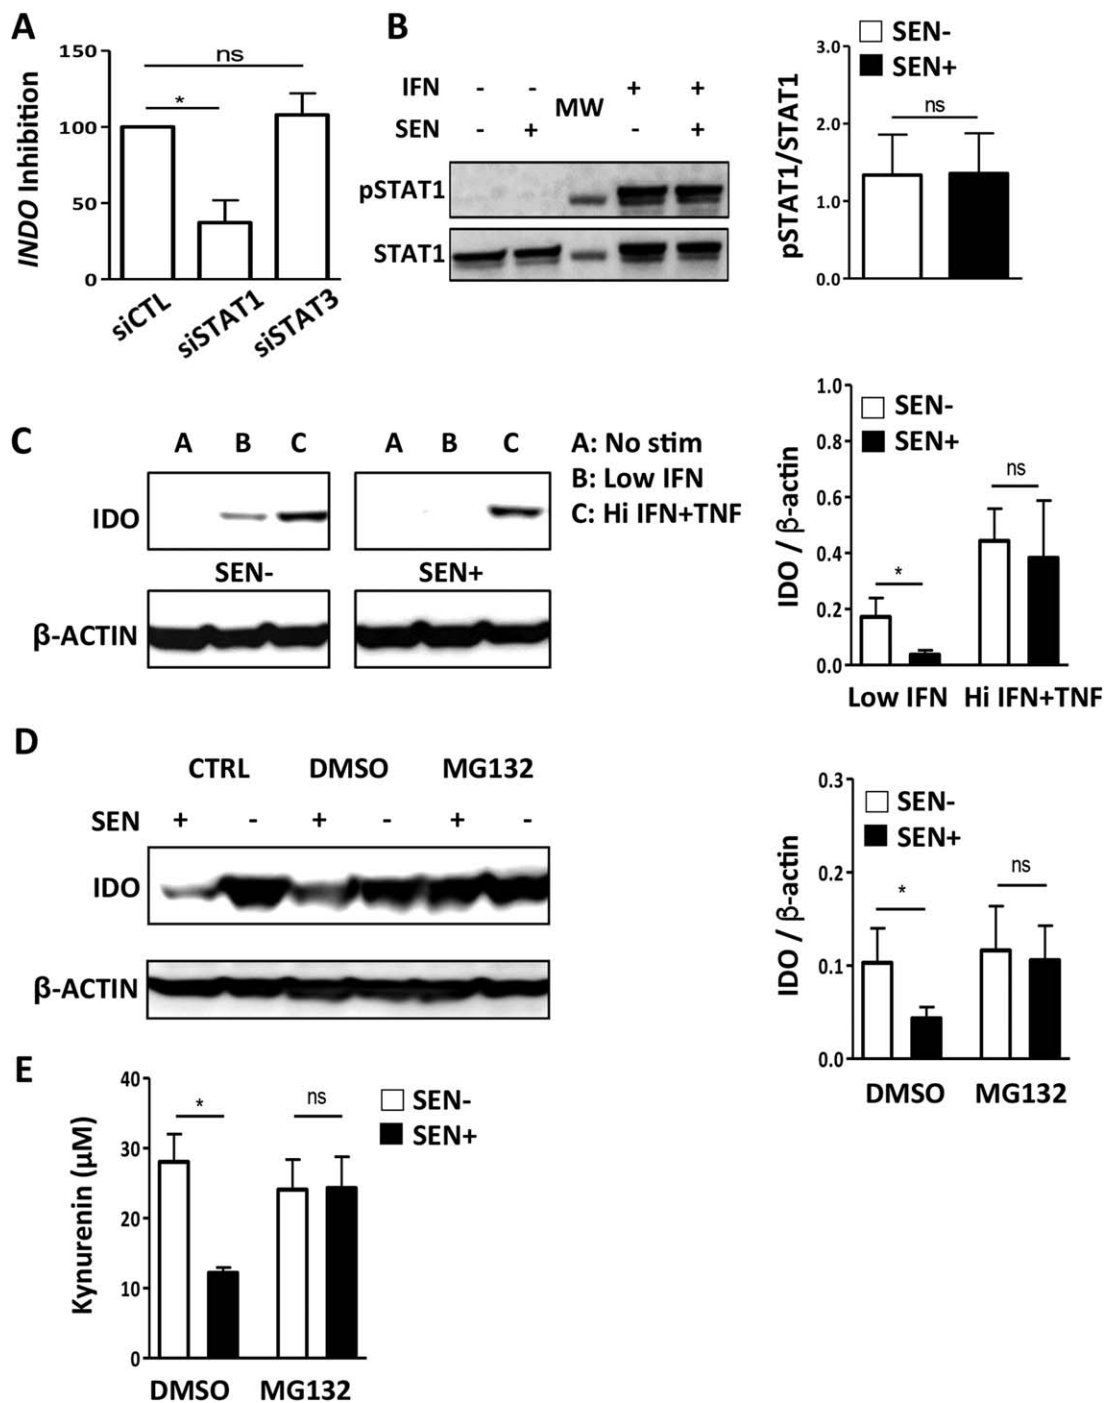 A
150
100
50
0
INDO Inhibition
ns
*
siCTL
siSTAT1
siSTAT3
B
IFN - - MW + +
SEN - + - +
pSTAT1
STAT1
SEN-
SEN+
3.0
2.0
1.0
0.0
pSTAT1/STAT1
ns
C
A B C A B C
A: No stim
B: Low IFN
C: Hi IFN+TNF
IDO
SEN- SEN+
β-ACTIN
1.0
0.8
0.6
0.4
0.2
0.0
IDO / β-actin
SEN-
SEN+
ns
*
Low IFN Hi IFN+TNF
D
CTRL DMSO MG132
SEN + - + - + -
IDO
β-ACTIN
0.3
0.2
0.1
0.0
IDO / β-actin
SEN-
SEN+
* ns
DMSO MG132
E
40
30
20
10
0
Kynurenin (μM)
* ns
SEN-
SEN+
DMSO MG132